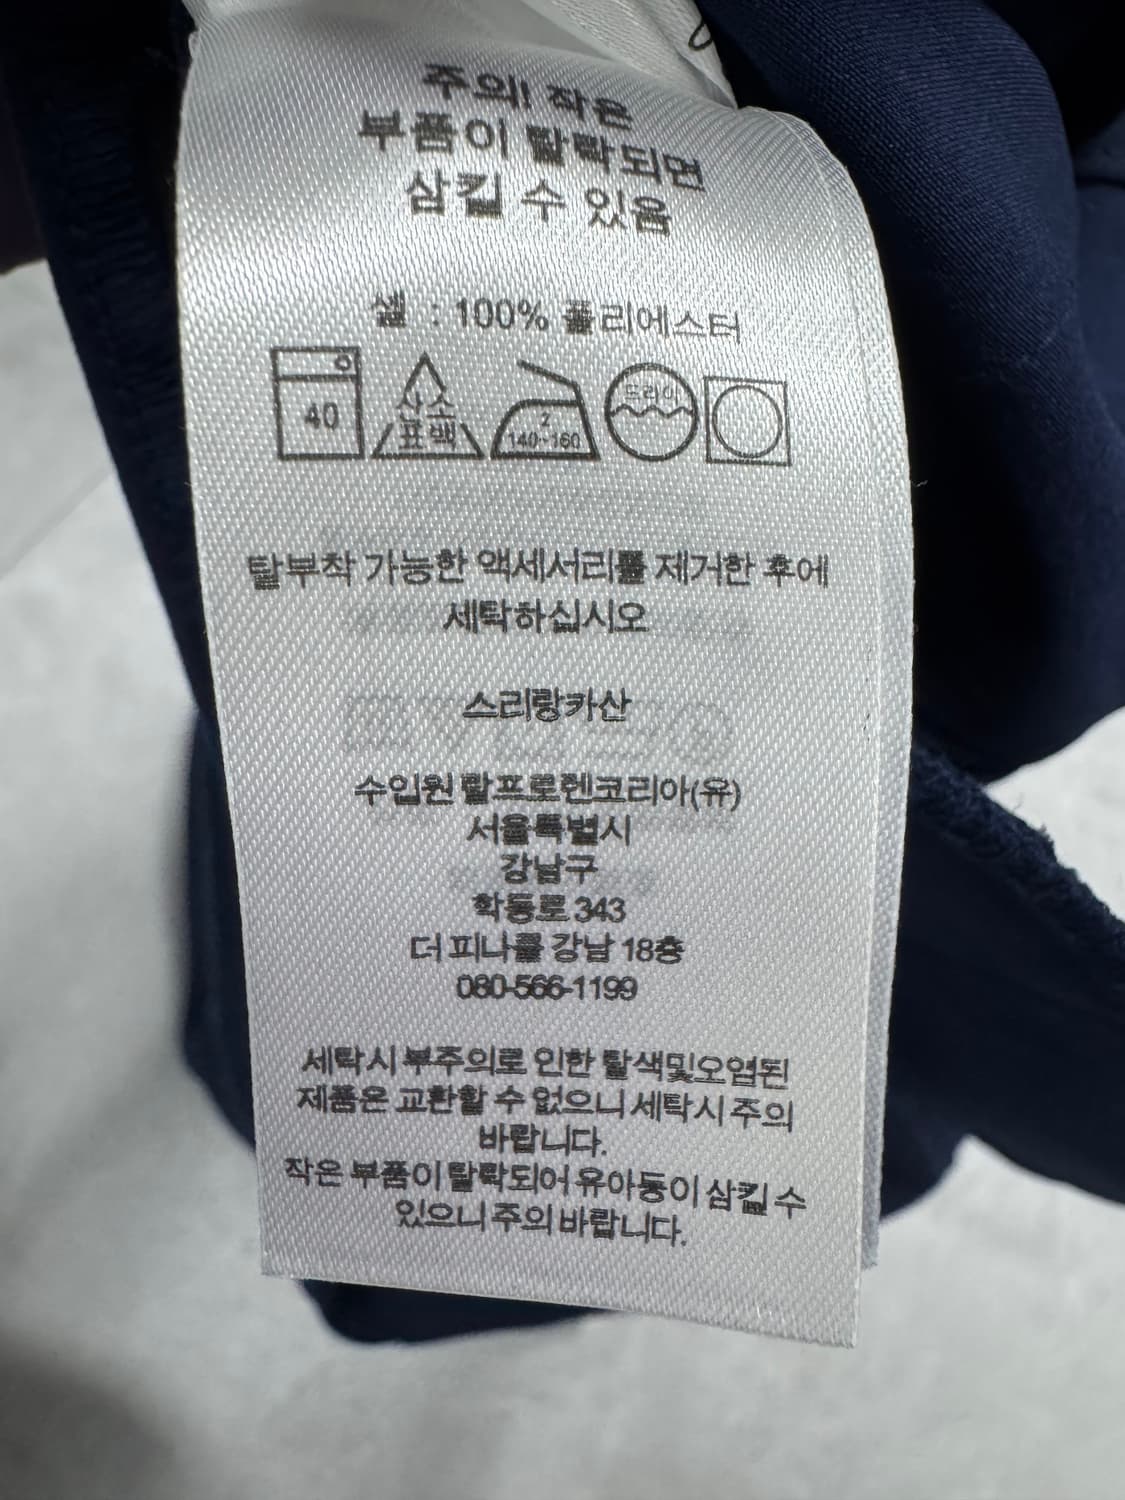 주의! 작은
부품이 탈락되면
삼킬 수 있음
쉘 : 100% 폴리에스터
40
산소
표백
2
140~160
드라이
탈부착 가능한 액세서리를 제거한 후에
세탁하십시오
스리랑카산
수입원 랄프로렌코리아(유)
서울특별시
강남구
학동로 343
더 피나클 강남 18층
080-566-1199
세탁시 부주의로 인한 탈색및오염된
제품은 교환할 수 없으니 세탁시 주의
바랍니다.
작은 부품이 탈락되어 유아동이 삼킬 수
있으니 주의 바랍니다.